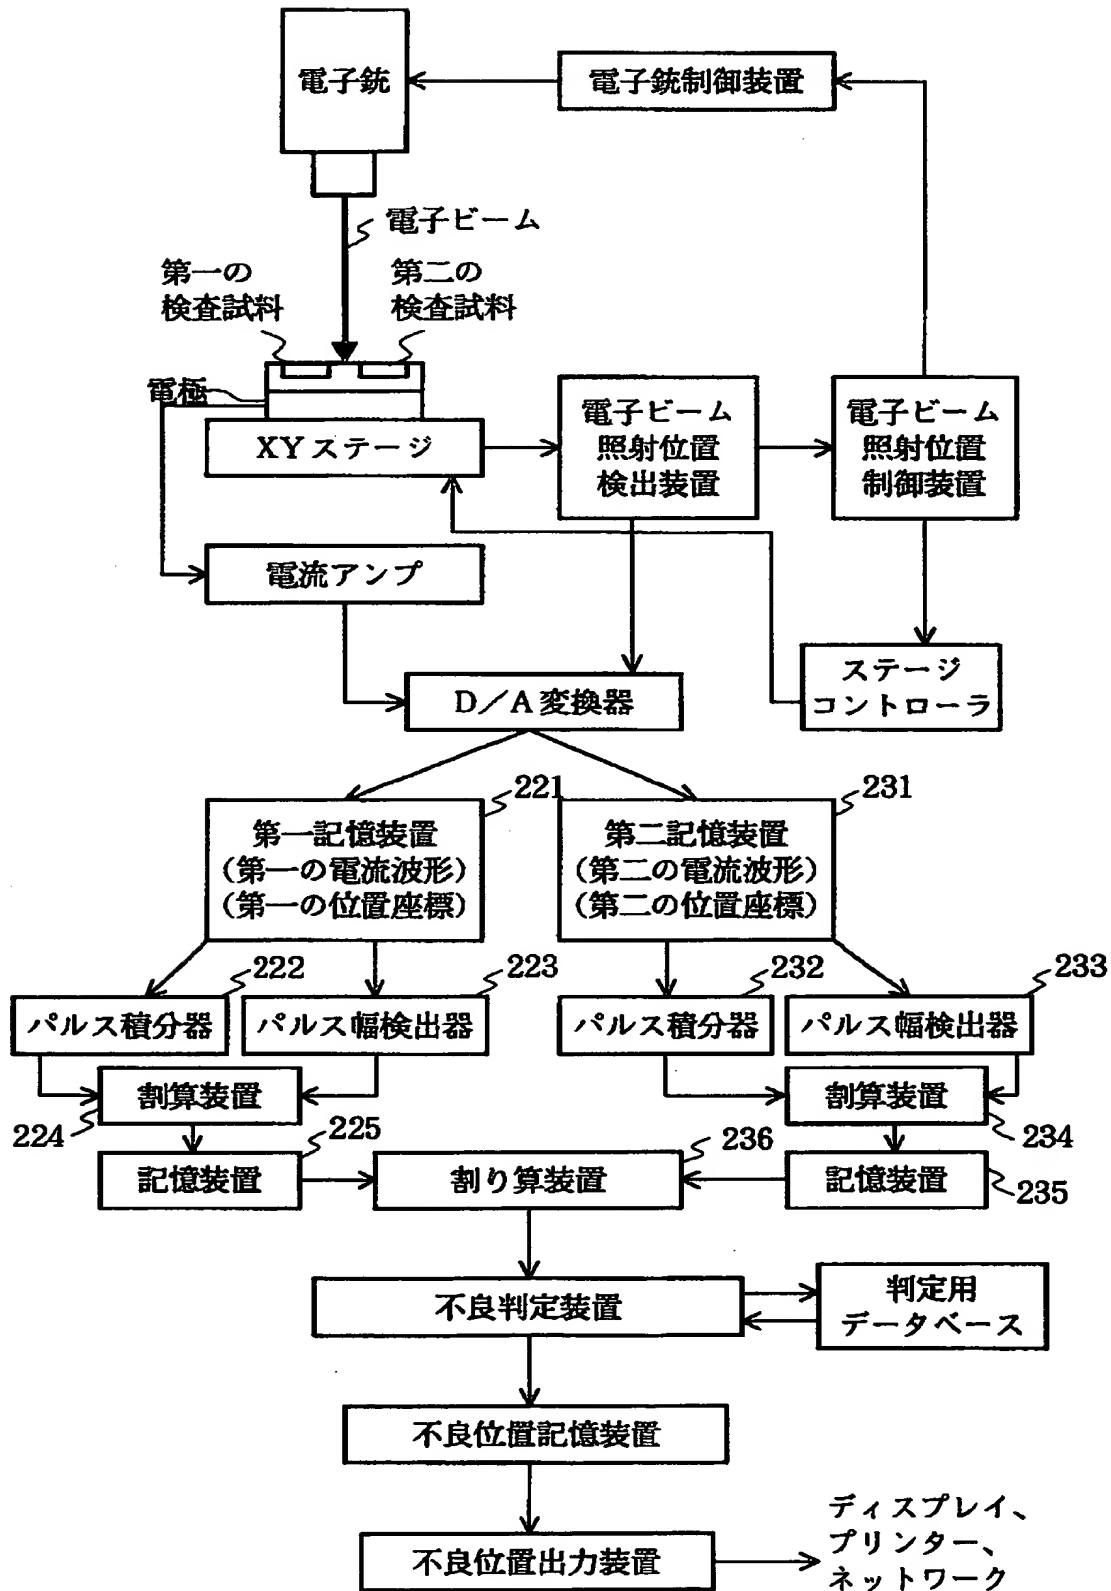 電子銃
電子銃制御装置
電子ビーム
第一の
検査試料
第二の
検査試料
電極
XYステージ
電子ビーム
照射位置
検出装置
電子ビーム
照射位置
制御装置
電流アンプ
ステージ
コントローラ
D／A変換器
221
第一記憶装置
(第一の電流波形)
(第一の位置座標)
231
第二記憶装置
(第二の電流波形)
(第二の位置座標)
222
パルス積分器
223
パルス幅検出器
232
パルス積分器
233
パルス幅検出器
割算装置
224
割算装置
234
225
記憶装置
236
割り算装置
記憶装置
235
不良判定装置
判定用
データベース
不良位置記憶装置
不良位置出力装置
ディスプレイ、
プリンター、
ネットワーク